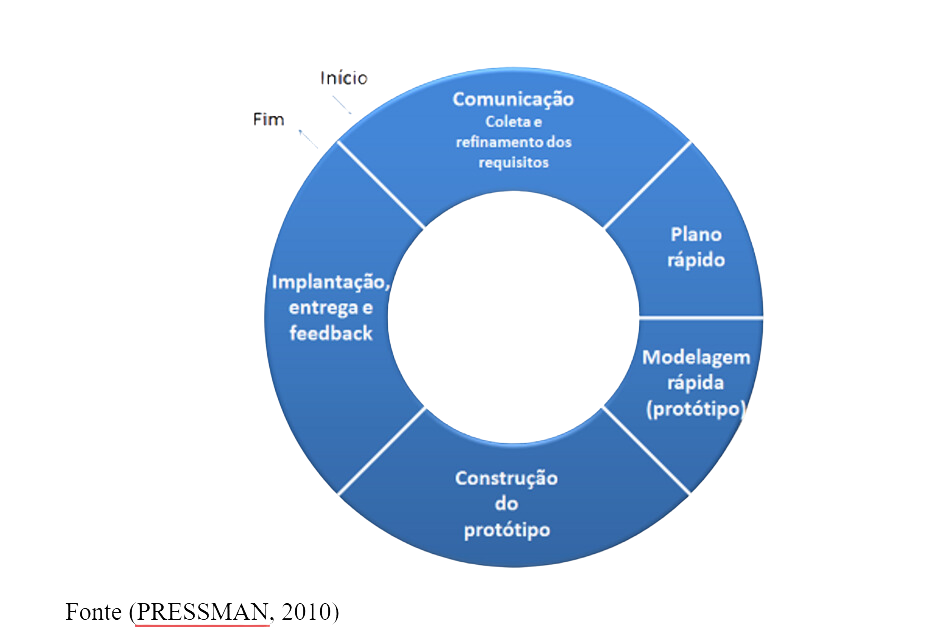 Início
Fim
Comunicação
Coleta e
refinamento dos
requisitos
Plano
rápido
Modelagem
rápida
(protótipo)
Construção
do
protótipo
Implantação,
entrega e
feedback
Fonte (PRESSMAN, 2010)